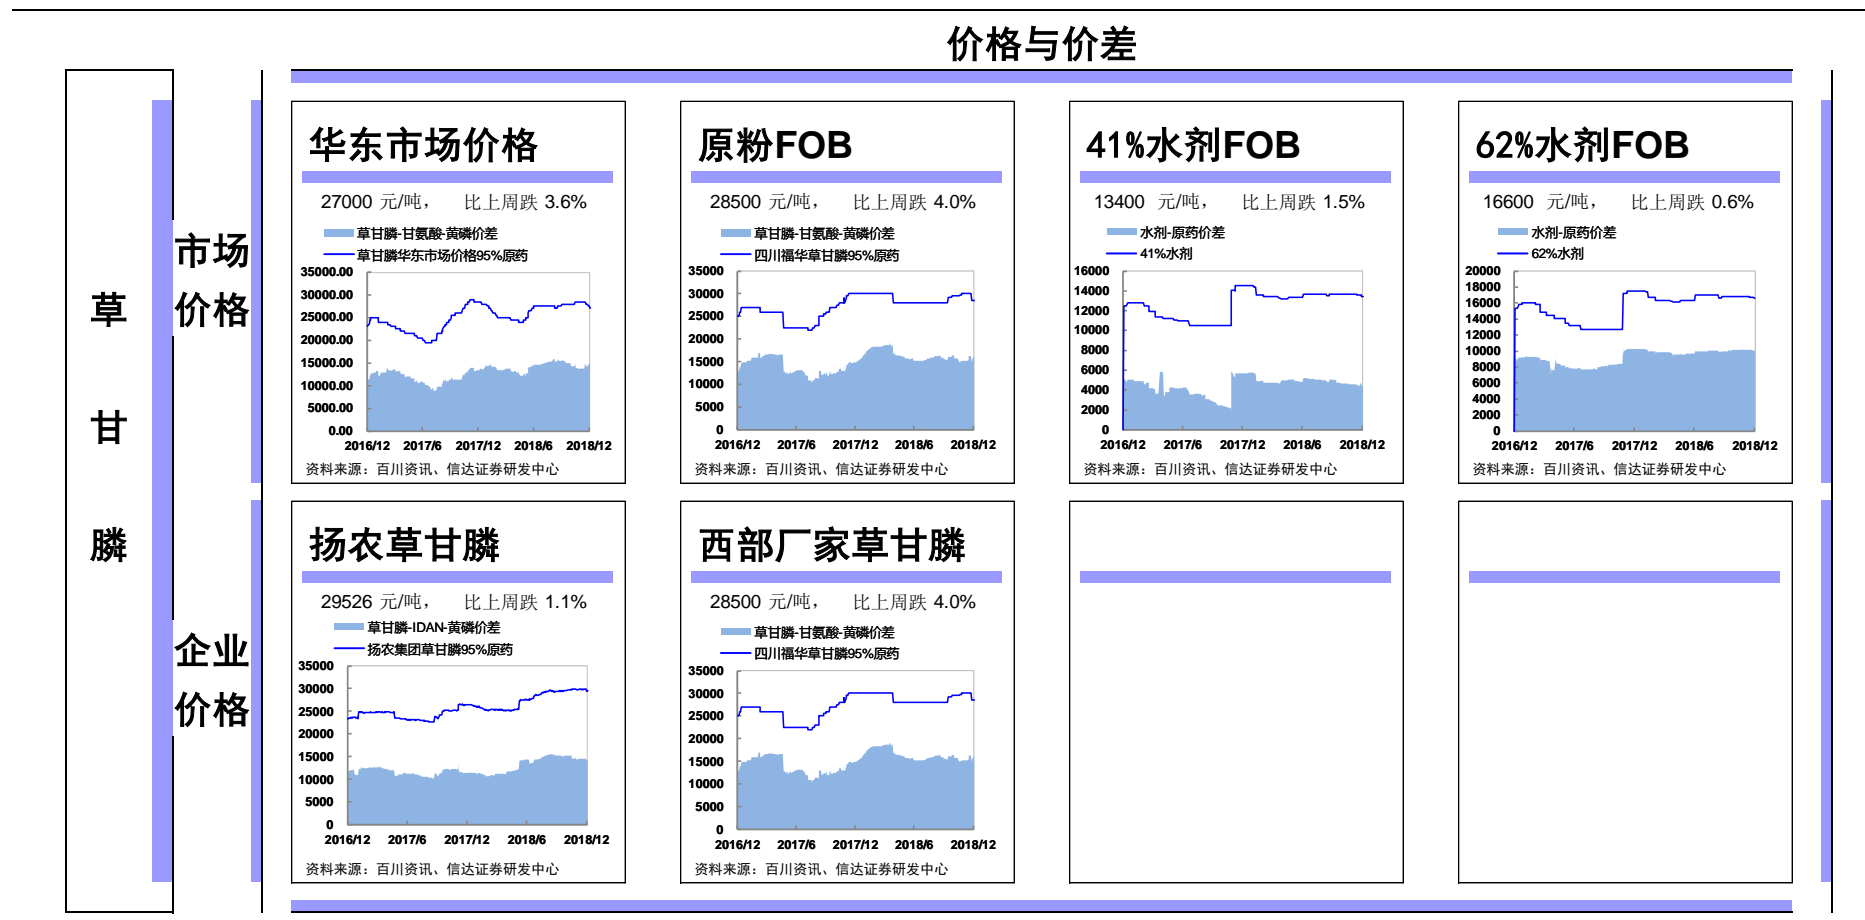 价格与价差
草
甘
膦
市场
价格
华东市场价格
27000 元/吨， 比上周跌 3.6%
草甘膦-甘氨酸-黄磷价差
草甘膦华东市场价格95%原药
35000.00
30000.00
25000.00
20000.00
15000.00
10000.00
5000.00
0.00
2016/12 2017/6 2017/12 2018/6 2018/12
资料来源：百川资讯、信达证券研发中心
原粉FOB
28500 元/吨， 比上周跌 4.0%
草甘膦-甘氨酸-黄磷价差
四川福华草甘膦95%原药
35000
30000
25000
20000
15000
10000
5000
0
2016/12 2017/6 2017/12 2018/6 2018/12
资料来源：百川资讯、信达证券研发中心
41%水剂FOB
13400 元/吨， 比上周跌 1.5%
水剂-原药价差
41%水剂
16000
14000
12000
10000
8000
6000
4000
2000
0
2016/12 2017/6 2017/12 2018/6 2018/12
资料来源：百川资讯、信达证券研发中心
62%水剂FOB
16600 元/吨， 比上周跌 0.6%
水剂-原药价差
62%水剂
20000
18000
16000
14000
12000
10000
8000
6000
4000
2000
0
2016/12 2017/6 2017/12 2018/6 2018/12
资料来源：百川资讯、信达证券研发中心
企业
价格
扬农草甘膦
29526 元/吨， 比上周跌 1.1%
草甘膦-IDAN-黄磷价差
扬农集团草甘膦95%原药
35000
30000
25000
20000
15000
10000
5000
0
2016/12 2017/6 2017/12 2018/6 2018/12
资料来源：百川资讯、信达证券研发中心
西部厂家草甘膦
28500 元/吨， 比上周跌 4.0%
草甘膦-甘氨酸-黄磷价差
四川福华草甘膦95%原药
35000
30000
25000
20000
15000
10000
5000
0
2016/12 2017/6 2017/12 2018/6 2018/12
资料来源：百川资讯、信达证券研发中心